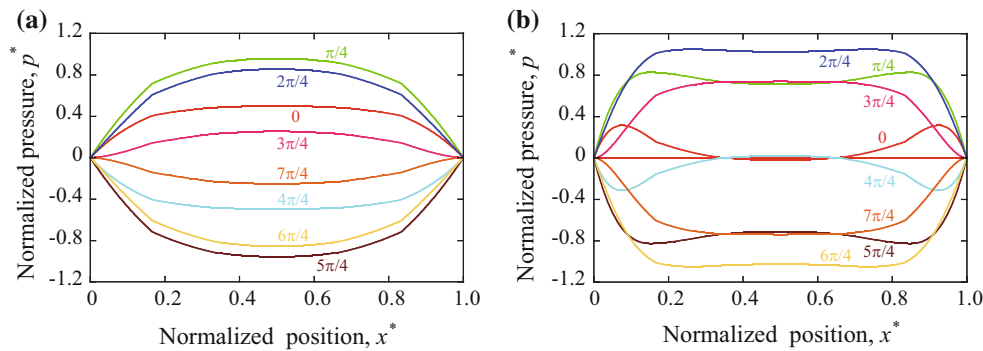 (a)
Normalized pressure, p*
1.2
0.8
0.4
0
-0.4
-0.8
-1.2
π/4
2π/4
0
3π/4
7π/4
4π/4
6π/4
5π/4
0
0.2
0.4
0.6
0.8
1.0
Normalized position, x*
(b)
Normalized pressure, p*
1.2
0.8
0.4
0
-0.4
-0.8
-1.2
2π/4
π/4
3π/4
0
4π/4
7π/4
6π/4
5π/4
0
0.2
0.4
0.6
0.8
1.0
Normalized position, x*